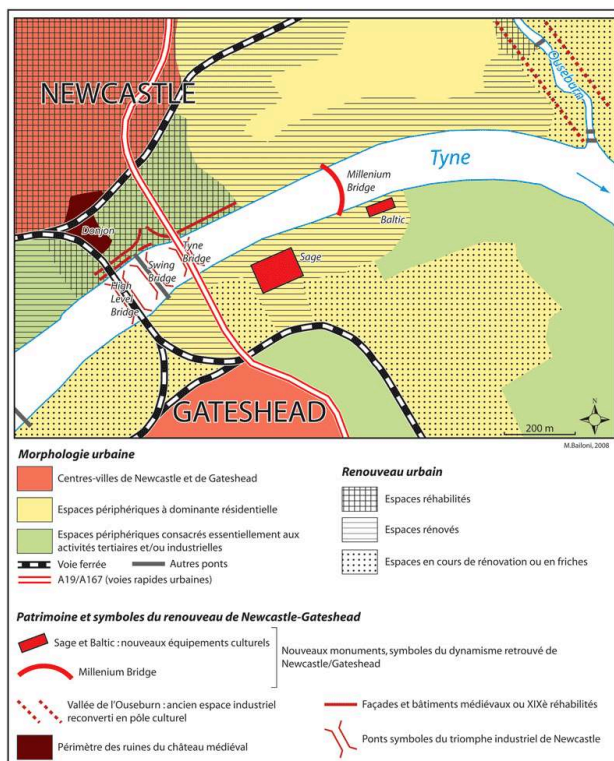 NEWCASTLE
Ouseburn
Tyne
Millenium
Bridge
Baltic
Donjon
Tyne
Bridge
Sage
Swing
Bridge
High
Level
Bridge
GATESHEAD
N
200 m
M.Bailoni, 2008
Morphologie urbaine
Centres-villes de Newcastle et de Gateshead
Espaces périphériques à dominante résidentielle
Espaces périphériques consacrés essentiellement aux
activités tertiaires et/ou industrielles
Voie ferrée
Autres ponts
A19/A167 (voies rapides urbaines)
Renouveau urbain
Espaces réhabilités
Espaces rénovés
Espaces en cours de rénovation ou en friches
Patrimoine et symboles du renouveau de Newcastle-Gateshead
Sage et Baltic : nouveaux équipements culturels
Millenium Bridge
Nouveaux monuments, symboles du dynamisme retrouvé de
Newcastle/Gateshead
Vallée de l'Ouseburn : ancien espace industriel
reconverti en pôle culturel
Périmètre des ruines du château médiéval
Façades et bâtiments médiévaux ou XIXè réhabilités
Ponts symboles du triomphe industriel de Newcastle